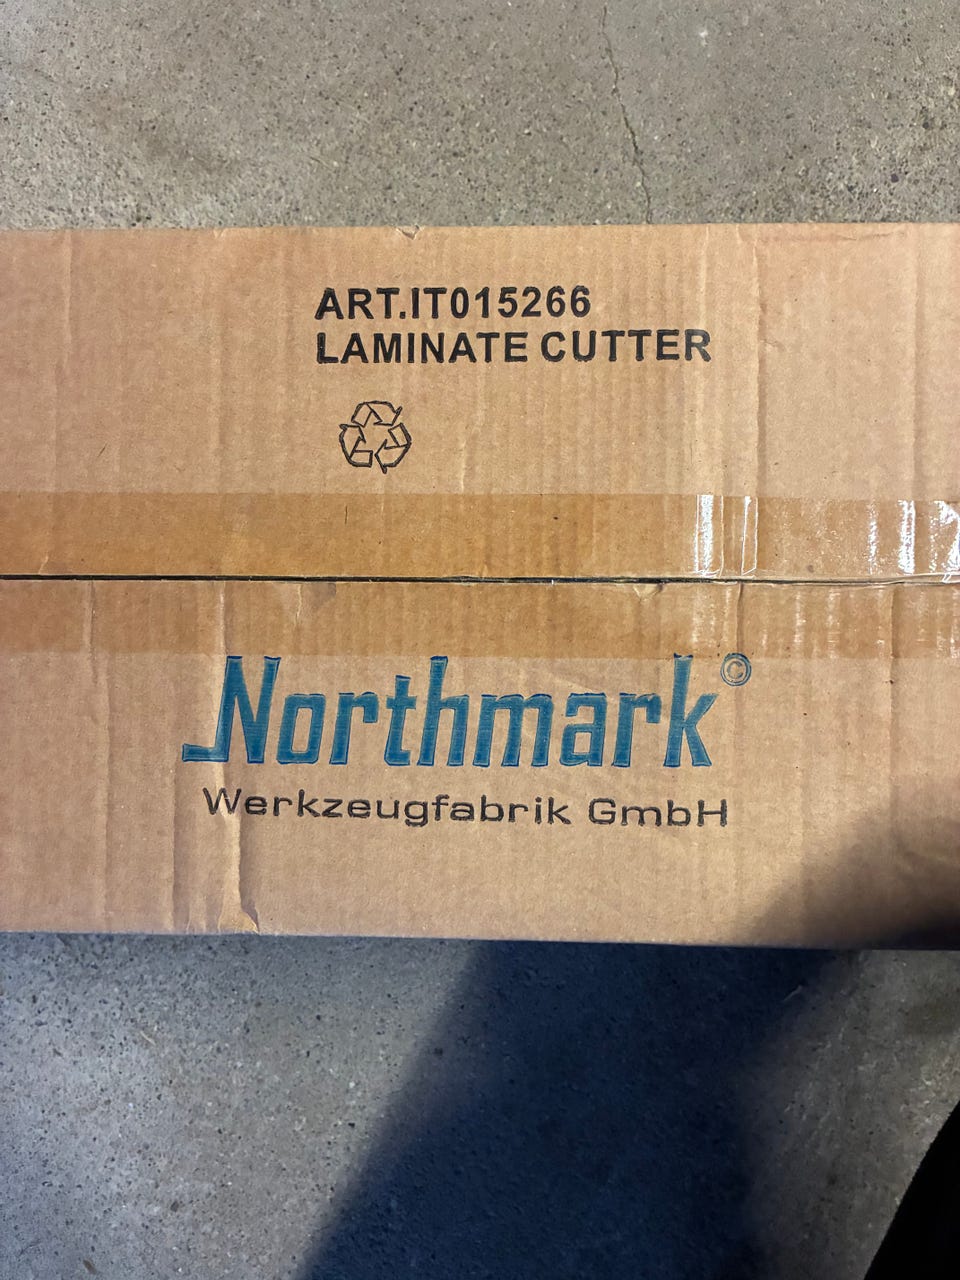 ART.IT015266
LAMINATE CUTTER
Northmark©
Werkzeugfabrik GmbH